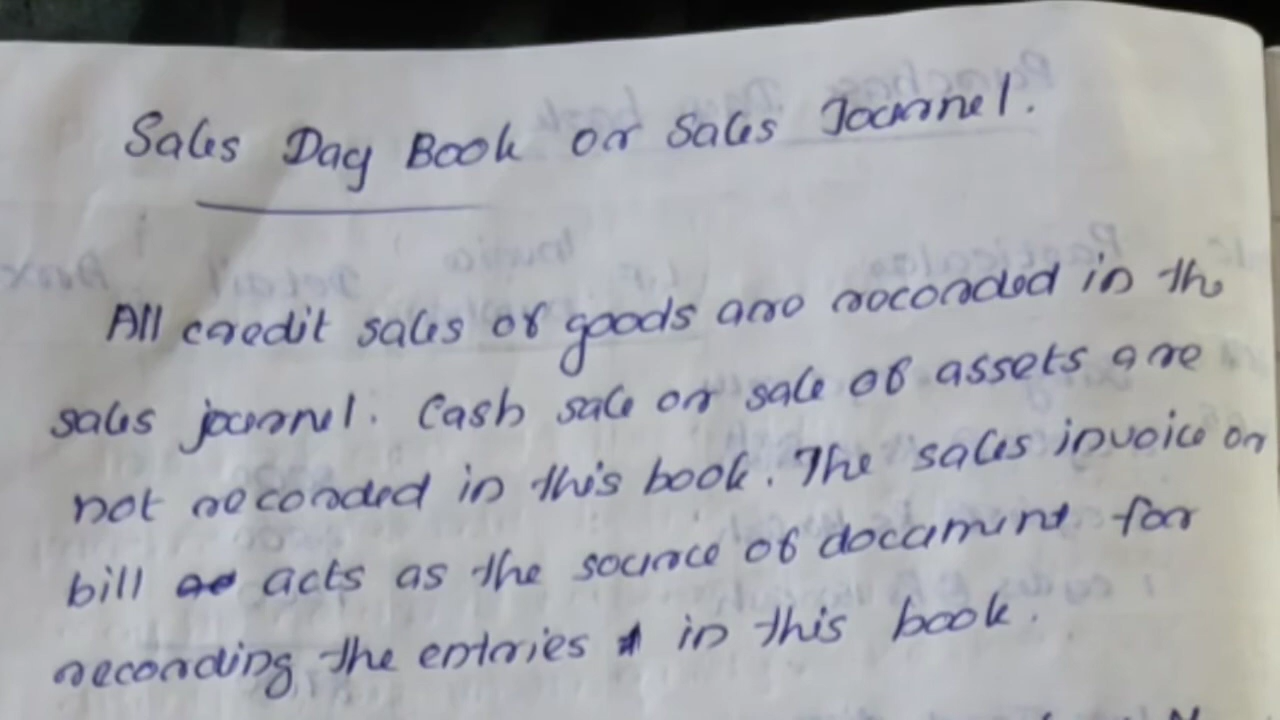 Sales Day Book or Sales Journel.
All credit sales of goods are recorded in the
sales journel. Cash sale or sale of assets are
not recorded in this book. The sales invoice or
bill acts as the source of document for
recording the entries in this book.